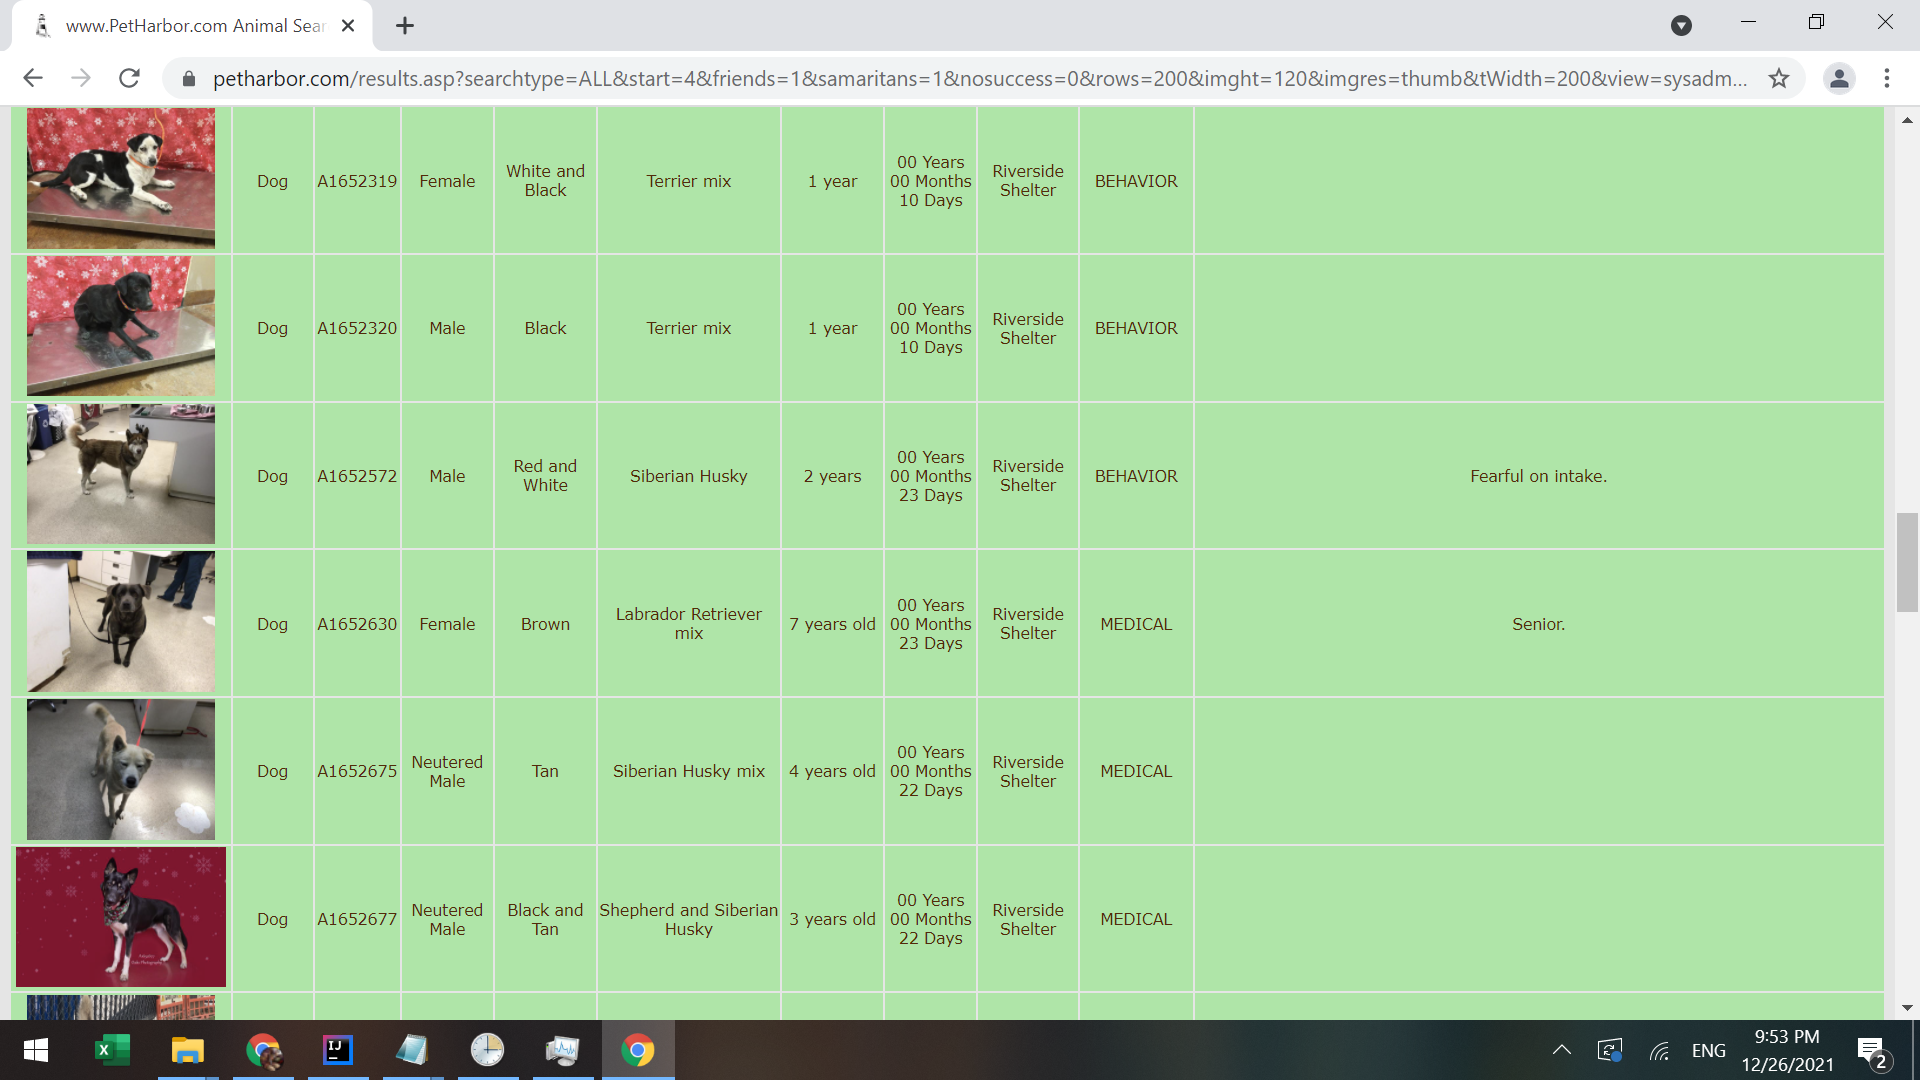 www.PetHarbor.com Animal Sear
petharbor.com/results.asp?searchtype=ALL&start=4&friends=1&samaritans=1&nosuccess=0&rows=200&imght=120&imgres=thumb&tWidth=200&view=sysadm...
Dog A1652319 Female White and Black Terrier mix 1 year 00 Years 00 Months 10 Days Riverside Shelter BEHAVIOR
Dog A1652320 Male Black Terrier mix 1 year 00 Years 00 Months 10 Days Riverside Shelter BEHAVIOR
Dog A1652572 Male Red and White Siberian Husky 2 years 00 Years 00 Months 23 Days Riverside Shelter BEHAVIOR Fearful on intake.
Dog A1652630 Female Brown Labrador Retriever mix 7 years old 00 Years 00 Months 23 Days Riverside Shelter MEDICAL Senior.
Dog A1652675 Neutered Male Tan Siberian Husky mix 4 years old 00 Years 00 Months 22 Days Riverside Shelter MEDICAL
Dog A1652677 Neutered Male Black and Tan Shepherd and Siberian Husky 3 years old 00 Years 00 Months 22 Days Riverside Shelter MEDICAL
IJ
ENG
9:53 PM
12/26/2021
2